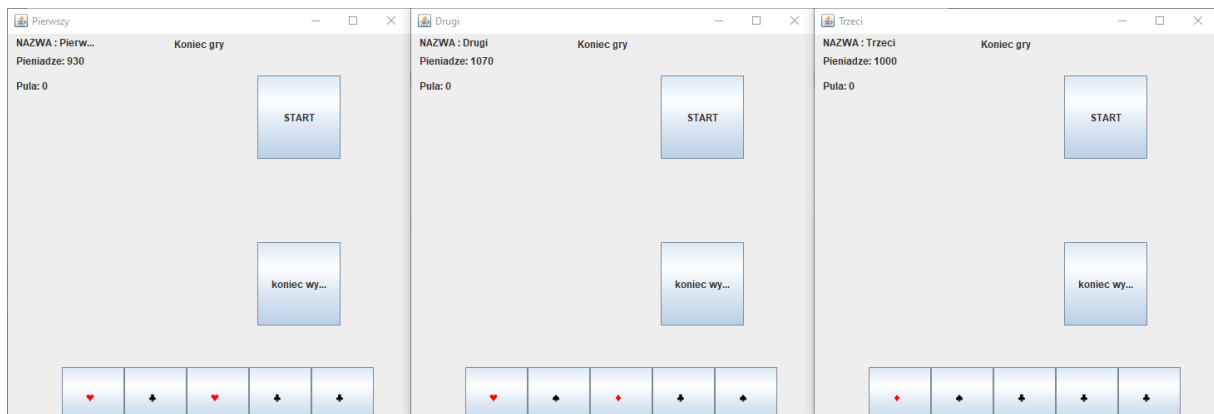 Pierwszy
NAZWA : Pierw... Koniec gry
Pieniadze: 930
Pula: 0
START
koniec wy...
♥ ♣ ♥ ♣ ♣
Drugi
NAZWA : Drugi Koniec gry
Pieniadze: 1070
Pula: 0
START
koniec wy...
♥ ♠ ♦ ♣ ♠
Trzeci
NAZWA : Trzeci Koniec gry
Pieniadze: 1000
Pula: 0
START
koniec wy...
♦ ♠ ♣ ♣ ♣